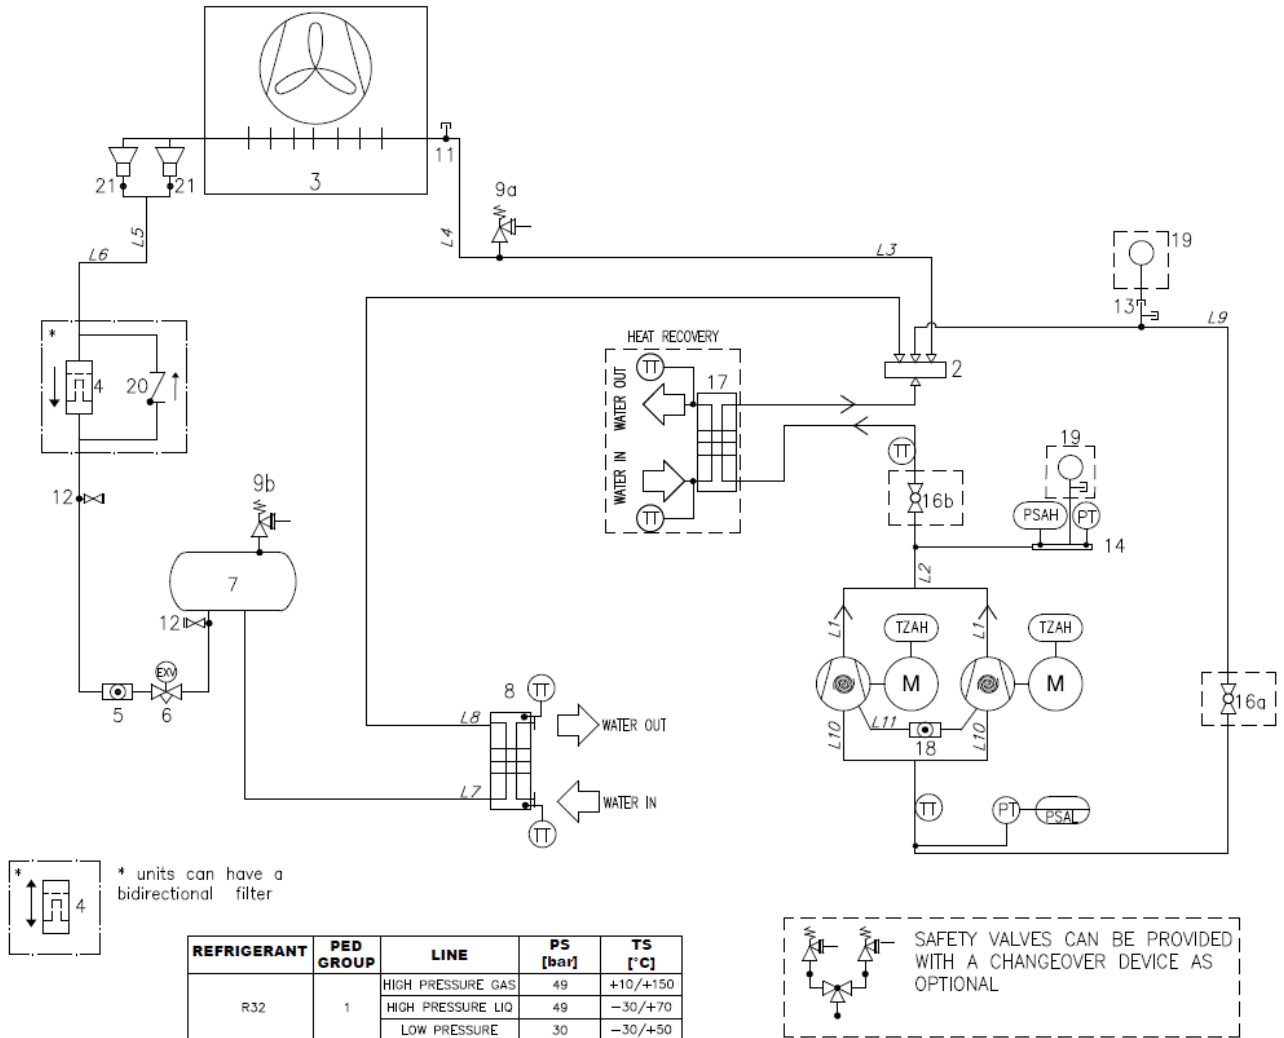 3
21
21
11
9a
L4
L5
L6
L3
19
13
L9
2
*
4
20
HEAT RECOVERY
TT
17
WATER OUT
WATER IN
TT
TT
16b
19
PSAH
PT
14
12
9b
7
12
L2
L1
L1
TZAH
TZAH
M
M
EXV
5
6
8
TT
L8
WATER OUT
L7
WATER IN
TT
L11
18
L10
L10
16a
TT
PT
PSAL
*
4
* units can have a
bidirectional filter
REFRIGERANT PED GROUP LINE PS [bar] TS [°C]
R32 1 HIGH PRESSURE GAS 49 +10/+150
HIGH PRESSURE LIQ 49 −30/+70
LOW PRESSURE 30 −30/+50
SAFETY VALVES CAN BE PROVIDED
WITH A CHANGEOVER DEVICE AS
OPTIONAL